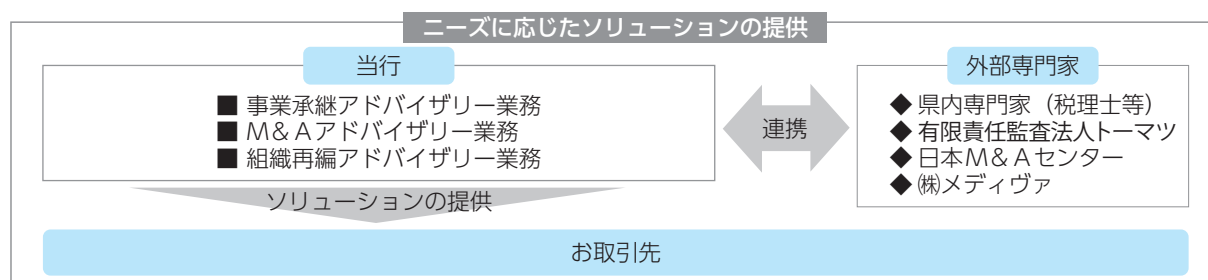 ニーズに応じたソリューションの提供
当行
■ 事業承継アドバイザリー業務
■ M&Aアドバイザリー業務
■ 組織再編アドバイザリー業務
連携
外部専門家
◆ 県内専門家（税理士等）
◆ 有限責任監査法人トーマツ
◆ 日本M&Aセンター
◆ ㈱メディヴァ
ソリューションの提供
お取引先